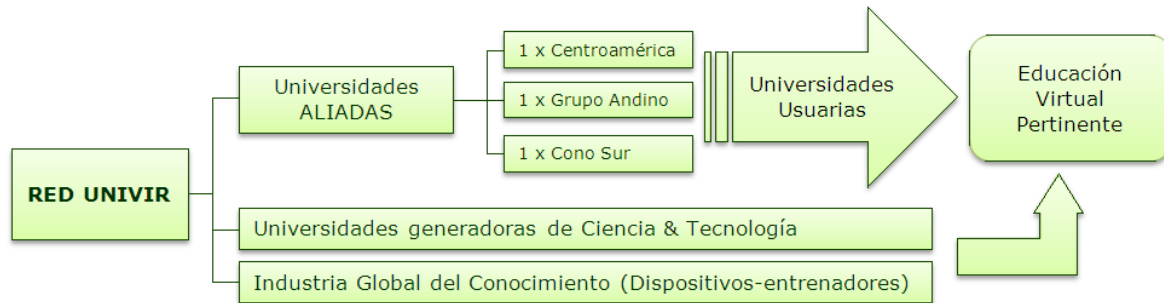 RED UNIVIR
Universidades
ALIADAS
1 x Centroamérica
1 x Grupo Andino
1 x Cono Sur
Universidades
Usuarias
Educación
Virtual
Pertinente
Universidades generadoras de Ciencia & Tecnología
Industria Global del Conocimiento (Dispositivos-entrenadores)